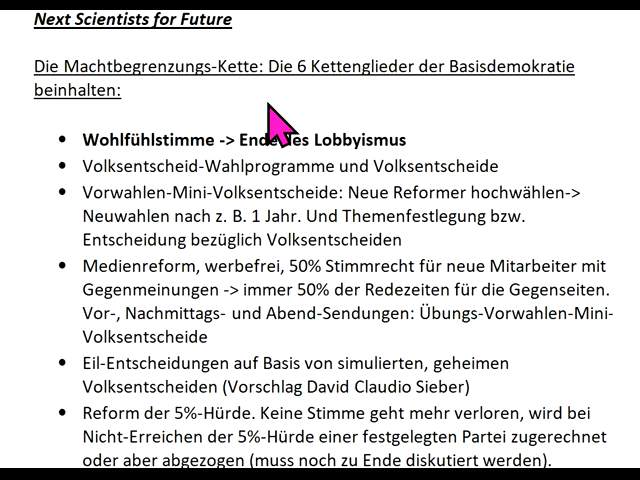 Next Scientists for Future
Die Machtbegrenzungs-Kette: Die 6 Kettenglieder der Basisdemokratie
beinhalten:
• Wohlfühlstimme -> Ende des Lobbyismus
• Volksentscheid-Wahlprogramme und Volksentscheide
• Vorwahlen-Mini-Volksentscheide: Neue Reformer hochwählen->
Neuwahlen nach z. B. 1 Jahr. Und Themenfestlegung bzw.
Entscheidung bezüglich Volksentscheiden
• Medienreform, werbefrei, 50% Stimmrecht für neue Mitarbeiter mit
Gegenmeinungen -> immer 50% der Redezeiten für die Gegenseiten.
Vor-, Nachmittags- und Abend-Sendungen: Übungs-Vorwahlen-Mini-
Volksentscheide
• Eil-Entscheidungen auf Basis von simulierten, geheimen
Volksentscheiden (Vorschlag David Claudio Sieber)
• Reform der 5%-Hürde. Keine Stimme geht mehr verloren, wird bei
Nicht-Erreichen der 5%-Hürde einer festgelegten Partei zugerechnet
oder aber abgezogen (muss noch zu Ende diskutiert werden).